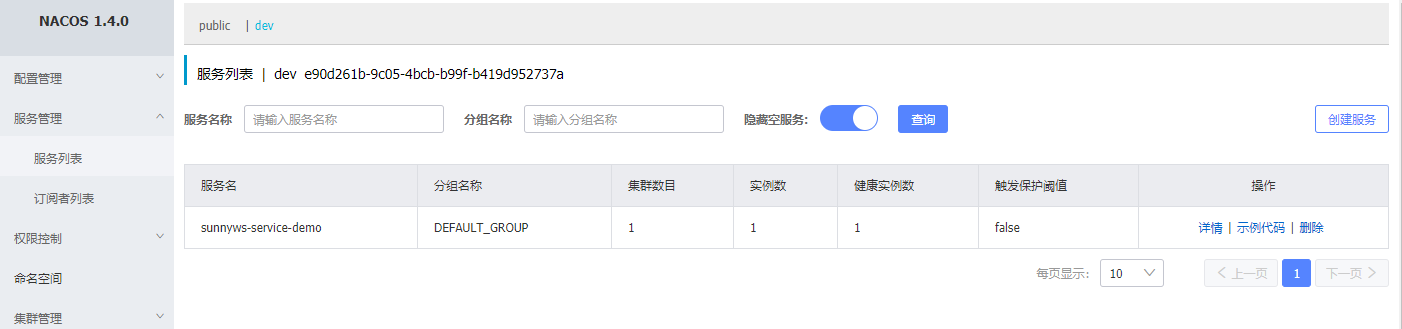 NACOS 1.4.0
配置管理
服务管理
服务列表
订阅者列表
权限控制
命名空间
集群管理
public | dev
服务列表 | dev e90d261b-9c05-4bcb-b99f-b419d952737a
服务名称 请输入服务名称 分组名称 请输入分组名称 隐藏空服务: 查询 创建服务
服务名 分组名称 集群数目 实例数 健康实例数 触发保护阈值 操作
sunnyws-service-demo DEFAULT_GROUP 1 1 1 false 详情 | 示例代码 | 删除
每页显示: 10 上一页 1 下一页